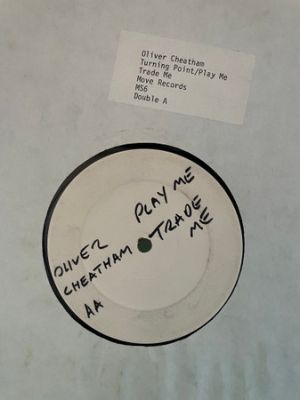 Oliver Cheatham
Turning Point/Play Me
Trade Me
Move Records
MS6
Double A
PLAY ME
TRADE
ME
OLIVER
CHEATHAM
AA